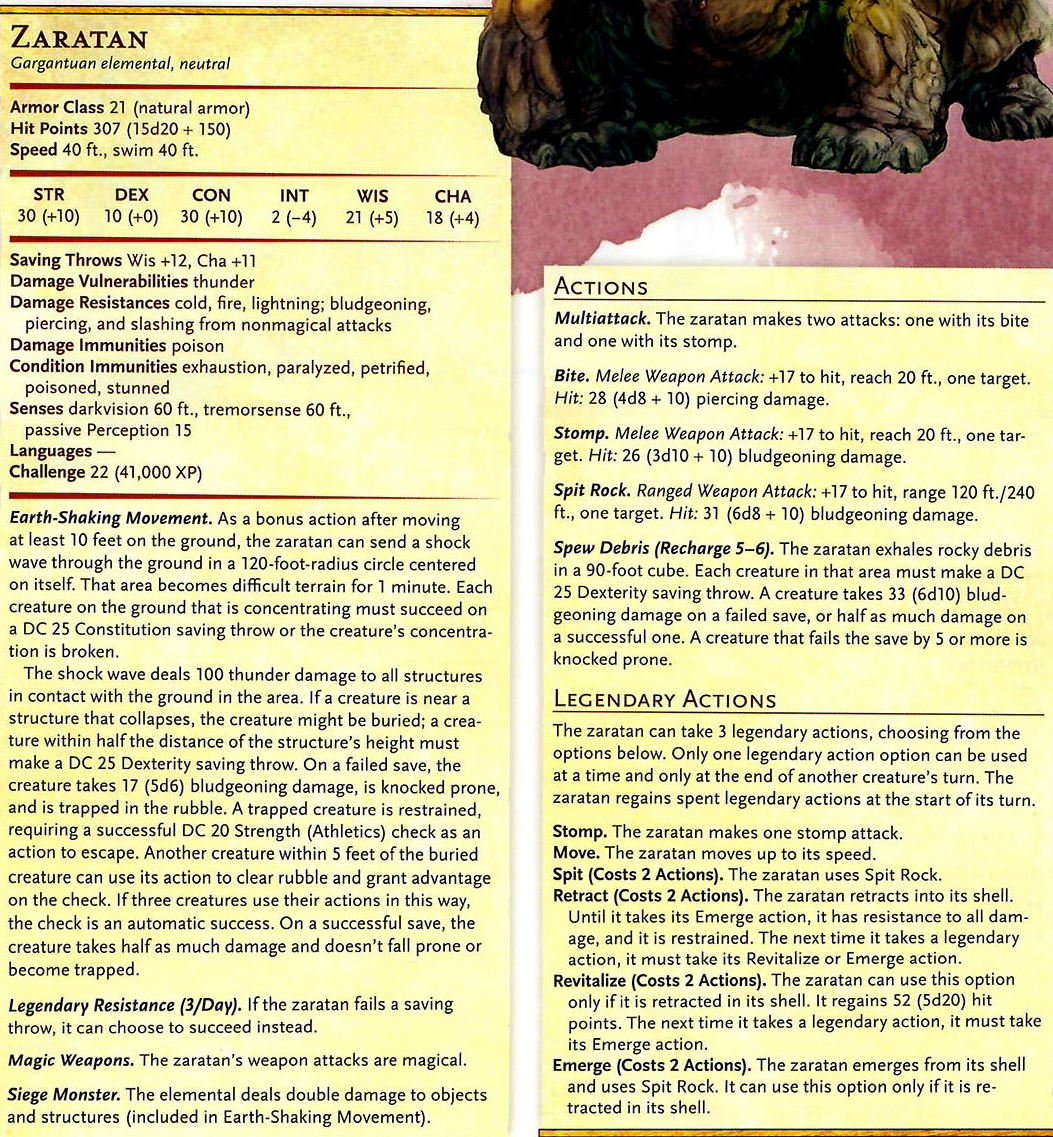 ZARATAN
Gargantuan elemental, neutral
Armor Class 21 (natural armor)
Hit Points 307 (15d20 + 150)
Speed 40 ft., swim 40 ft.
STR DEX CON INT WIS CHA
30 (+10) 10 (+0) 30 (+10) 2 (−4) 21 (+5) 18 (+4)
Saving Throws Wis +12, Cha +11
Damage Vulnerabilities thunder
Damage Resistances cold, fire, lightning; bludgeoning,
piercing, and slashing from nonmagical attacks
Damage Immunities poison
Condition Immunities exhaustion, paralyzed, petrified,
poisoned, stunned
Senses darkvision 60 ft., tremorsense 60 ft.,
passive Perception 15
Languages —
Challenge 22 (41,000 XP)
Earth-Shaking Movement. As a bonus action after moving
at least 10 feet on the ground, the zaratan can send a shock
wave through the ground in a 120-foot-radius circle centered
on itself. That area becomes difficult terrain for 1 minute. Each
creature on the ground that is concentrating must succeed on
a DC 25 Constitution saving throw or the creature's concentra-
tion is broken.
The shock wave deals 100 thunder damage to all structures
in contact with the ground in the area. If a creature is near a
structure that collapses, the creature might be buried; a crea-
ture within half the distance of the structure's height must
make a DC 25 Dexterity saving throw. On a failed save, the
creature takes 17 (5d6) bludgeoning damage, is knocked prone,
and is trapped in the rubble. A trapped creature is restrained,
requiring a successful DC 20 Strength (Athletics) check as an
action to escape. Another creature within 5 feet of the buried
creature can use its action to clear rubble and grant advantage
on the check. If three creatures use their actions in this way,
the check is an automatic success. On a successful save, the
creature takes half as much damage and doesn't fall prone or
become trapped.
Legendary Resistance (3/Day). If the zaratan fails a saving
throw, it can choose to succeed instead.
Magic Weapons. The zaratan's weapon attacks are magical.
Siege Monster. The elemental deals double damage to objects
and structures (included in Earth-Shaking Movement).
ACTIONS
Multiattack. The zaratan makes two attacks: one with its bite
and one with its stomp.
Bite. Melee Weapon Attack: +17 to hit, reach 20 ft., one target.
Hit: 28 (4d8 + 10) piercing damage.
Stomp. Melee Weapon Attack: +17 to hit, reach 20 ft., one tar-
get. Hit: 26 (3d10 + 10) bludgeoning damage.
Spit Rock. Ranged Weapon Attack: +17 to hit, range 120 ft./240
ft., one target. Hit: 31 (6d8 + 10) bludgeoning damage.
Spew Debris (Recharge 5–6). The zaratan exhales rocky debris
in a 90-foot cube. Each creature in that area must make a DC
25 Dexterity saving throw. A creature takes 33 (6d10) blud-
geoning damage on a failed save, or half as much damage on
a successful one. A creature that fails the save by 5 or more is
knocked prone.
LEGENDARY ACTIONS
The zaratan can take 3 legendary actions, choosing from the
options below. Only one legendary action option can be used
at a time and only at the end of another creature's turn. The
zaratan regains spent legendary actions at the start of its turn.
Stomp. The zaratan makes one stomp attack.
Move. The zaratan moves up to its speed.
Spit (Costs 2 Actions). The zaratan uses Spit Rock.
Retract (Costs 2 Actions). The zaratan retracts into its shell.
Until it takes its Emerge action, it has resistance to all dam-
age, and it is restrained. The next time it takes a legendary
action, it must take its Revitalize or Emerge action.
Revitalize (Costs 2 Actions). The zaratan can use this option
only if it is retracted in its shell. It regains 52 (5d20) hit
points. The next time it takes a legendary action, it must take
its Emerge action.
Emerge (Costs 2 Actions). The zaratan emerges from its shell
and uses Spit Rock. It can use this option only if it is re-
tracted in its shell.